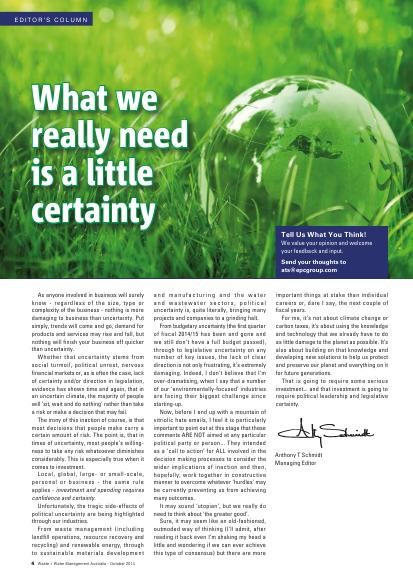 EDITOR'S COLUMN
What we
really need
is a little
certainty
Tell Us What You Think!
We value your opinion and welcome
your feedback and input.
Send your thoughts to
ats@epcgroup.com
As anyone involved in business will surely
know - regardless of the size, type or
complexity of the business - nothing is more
damaging to business than uncertainty. Put
simply, trends will come and go, demand for
products and services may rise and fall, but
nothing will finish your business off quicker
than uncertainty.
Whether that uncertainty stems from
social turmoil, political unrest, nervous
financial markets or, as is often the case, lack
of certainty and/or direction in legislation,
evidence has shown time and again, that in
an uncertain climate, the majority of people
will 'sit, wait and do nothing' rather than take
a risk or make a decision that may fail.
The irony of this inaction of course, is that
most decisions that people make carry a
certain amount of risk. The point is, that in
times of uncertainty, most people's willing-
ness to take any risk whatsoever diminishes
considerably. This is especially true when it
comes to investment.
Local, global, large- or small-scale,
personal or business - the same rule
applies - investment and spending requires
confidence and certainty.
Unfortunately, the tragic side-effects of
political uncertainty are being highlighted
through our industries.
From waste management (including
landfill operations, resource recovery and
recycling) and renewable energy, through
to sustainable materials development
and manufacturing and the water
and wastewater sectors, political
uncertainty is, quite literally, bringing many
projects and companies to a grinding halt.
From budgetary uncertainty (the first quarter
of fiscal 2014/15 has been and gone and
we still don't have a full budget passed),
through to legislative uncertainty on any
number of key issues, the lack of clear
direction is not only frustrating, it's extremely
damaging. Indeed, I don't believe that I'm
over-dramatising, when I say that a number
of our 'environmentally-focused' industries
are facing their biggest challenge since
starting-up.
Now, before I end up with a mountain of
vitriolic hate emails, I feel it is particularly
important to point out at this stage that these
comments ARE NOT aimed at any particular
political party or person... They intended
as a 'call to action' for ALL involved in the
decision making processes to consider the
wider implications of inaction and then,
hopefully, work together in constructive
manner to overcome whatever 'hurdles' may
be currently preventing us from achieving
many outcomes.
It may sound 'utopian', but we really do
need to think about 'the greater good'.
Sure, it may seem like an old-fashioned,
outmoded way of thinking (I'll admit, after
reading it back even I'm shaking my head a
little and wondering if we can ever achieve
this type of consensus) but there are more
important things at stake than individual
careers or, dare I say, the next couple of
fiscal years.
For me, it's not about climate change or
carbon taxes, it's about using the knowledge
and technology that we already have to do
as little damage to the planet as possible. It's
also about building on that knowledge and
developing new solutions to help us protect
and preserve our planet and everything on it
for future generations.
That is going to require some serious
investment... and that investment is going to
require political leadership and legislative
certainty.
Anthony T Schmidt
Managing Editor
4 Waste + Water Management Australia - October 2014